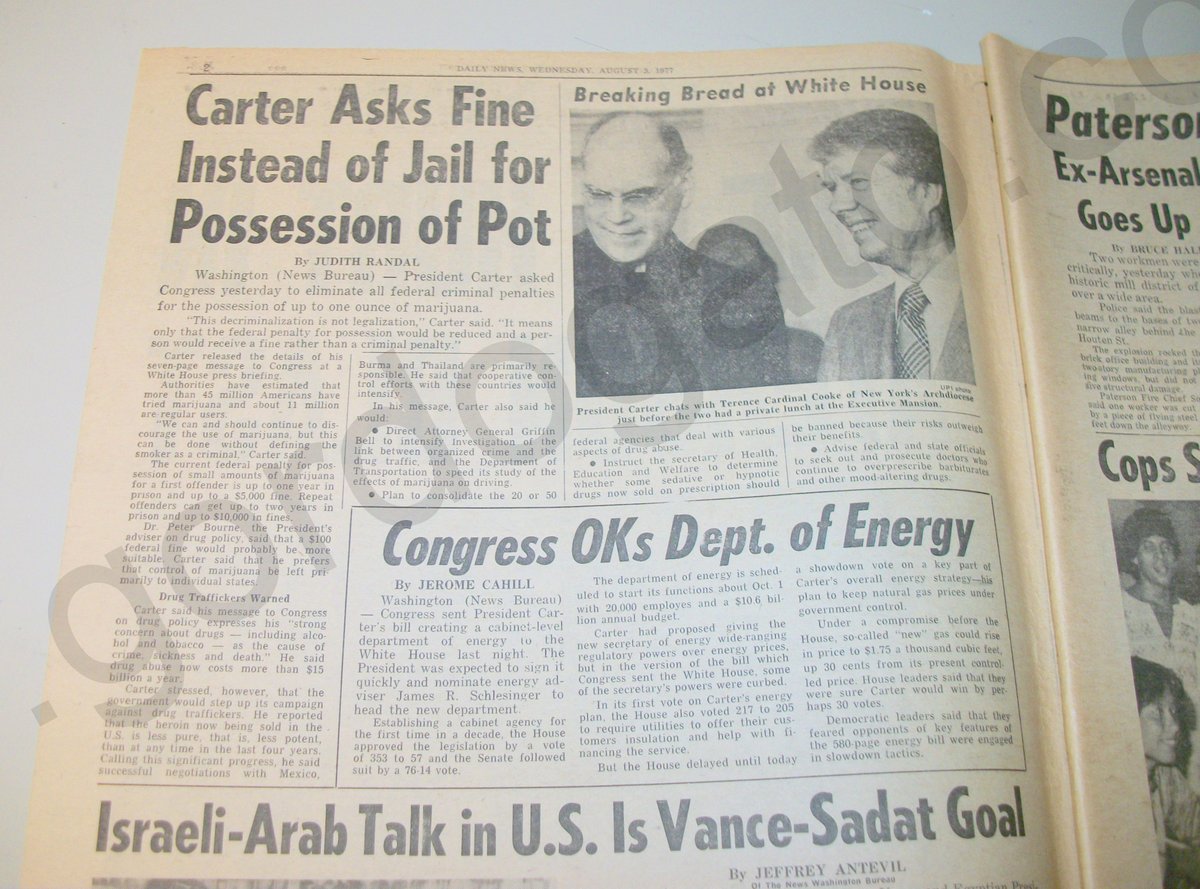 2
DAILY NEWS, WEDNESDAY, AUGUST 3, 1977
Carter Asks Fine
Instead of Jail for
Possession of Pot
By JUDITH RANDAL
Washington (News Bureau) — President Carter asked
Congress yesterday to eliminate all federal criminal penalties
for the possession of up to one ounce of marijuana.
"This decriminalization is not legalization," Carter said. "It means
only that the federal penalty for possession would be reduced and a per-
son would receive a fine rather than a criminal penalty."
Carter released the details of his
seven-page message to Congress at a
White House press briefing.
Authorities have estimated that
more than 45 million Americans have
tried marijuana and about 11 million
are regular users.
"We can and should continue to dis-
courage the use of marijuana, but this
can be done without defining the
smoker as a criminal," Carter said.
The current federal penalty for pos-
session of small amounts of marijuana
for a first offender is up to one year in
prison and up to a $5,000 fine. Repeat
offenders can get up to two years in
prison and up to $10,000 in fines.
Dr. Peter Bourne, the President's
adviser on drug policy, said that a $100
federal fine would probably be more
suitable. Carter said that he prefers
that control of marijuana be left pri-
marily to individual states.
Drug Traffickers Warned
Carter said his message to Congress
on drug policy expresses his "strong
concern about drugs — including alco-
hol and tobacco — as the cause of
crime, sickness and death." He said
drug abuse now costs more than $15
billion a year.
Carter stressed, however, that the
government would step up its campaign
against drug traffickers. He reported
that the heroin now being sold in the
U.S. is less pure, that is, less potent,
than at any time in the last four years.
Calling this significant progress, he said
successful negotiations with Mexico,
Burma and Thailand are primarily re-
sponsible. He said that cooperative con-
trol efforts with these countries would
intensify.
In his message, Carter also said he
would:
• Direct Attorney General Griffin
Bell to intensify Investigation of the
link between organized crime and the
drug traffic, and the Department of
Transportation to speed its study of the
effects of marijuana on driving.
• Plan to consolidate the 20 or 50
Breaking Bread at White House
UPI photo
President Carter chats with Terence Cardinal Cooke of New York's Archdiocese
just before the two had a private lunch at the Executive Mansion.
federal agencies that deal with various
aspects of drug abuse.
• Instruct the secretary of Health,
Education and Welfare to determine
whether some sedative or hypnotic
drugs now sold on prescription should
be banned because their risks outweigh
their benefits.
• Advise federal and state officials
to seek out and prosecute doctors who
continue to overprescribe barbiturates
and other mood-altering drugs.
Congress OKs Dept. of Energy
By JEROME CAHILL
Washington (News Bureau)
— Congress sent President Car-
ter's bill creating a cabinet-level
department of energy to the
White House last night. The
President was expected to sign it
quickly and nominate energy ad-
viser James R. Schlesinger to
head the new department.
Establishing a cabinet agency for
the first time in a decade, the House
approved the legislation by a vote
of 353 to 57 and the Senate followed
suit by a 76-14 vote.
The department of energy is sched-
uled to start its functions about Oct. 1
with 20,000 employes and a $10.6 bil-
lion annual budget.
Carter had proposed giving the
new secretary of energy wide-ranging
regulatory powers over energy prices,
but in the version of the bill which
Congress sent the White House, some
of the secretary's powers were curbed.
In its first vote on Carter's energy
plan, the House also voted 217 to 205
to require utilities to offer their cus-
tomers insulation and help with fi-
nancing the service.
But the House delayed until today
a showdown vote on a key part of
Carter's overall energy strategy—his
plan to keep natural gas prices under
government control.
Under a compromise before the
House, so-called "new" gas could rise
in price to $1.75 a thousand cubic feet,
up 30 cents from its present control-
led price. House leaders said that they
were sure Carter would win by per-
haps 30 votes.
Democratic leaders said that they
feared opponents of key features of
the 580-page energy bill were engaged
in slowdown tactics.
Israeli-Arab Talk in U.S. Is Vance-Sadat Goal
By JEFFREY ANTEVIL
Of The News Washington Bureau
Paterso
Ex-Arsenal
Goes Up
By BRUCE HAL
Two workmen were
critically, yesterday wh
historic mill district of
over a wide area.
Police said the blas
beams to the bases of tw
narrow alley behind the
Houten St.
The explosion rocked th
brick office building and th
two-story manufacturing pl
ing windows, but did not
five structural damage.
Paterson Fire Chief S
said one worker was cut
by a piece of flying steel
feet down the alleyway.
Cops S